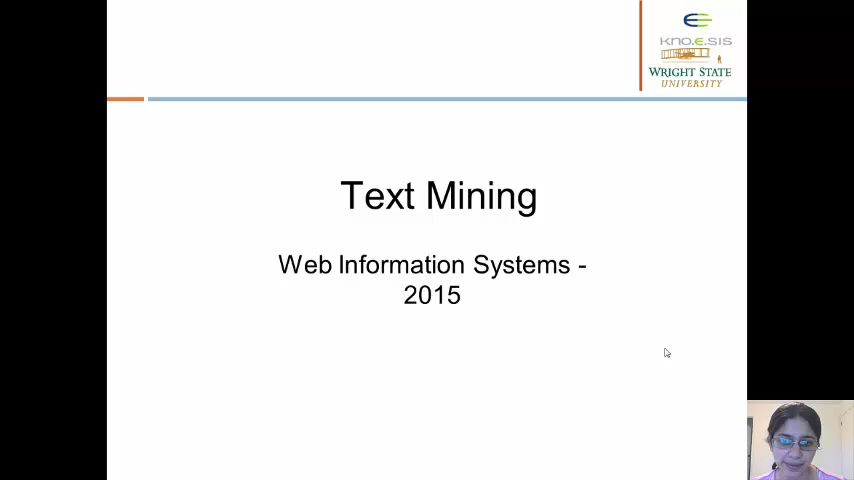 KNO.E.SIS
WRIGHT STATE
UNIVERSITY
Text Mining
Web Information Systems -
2015